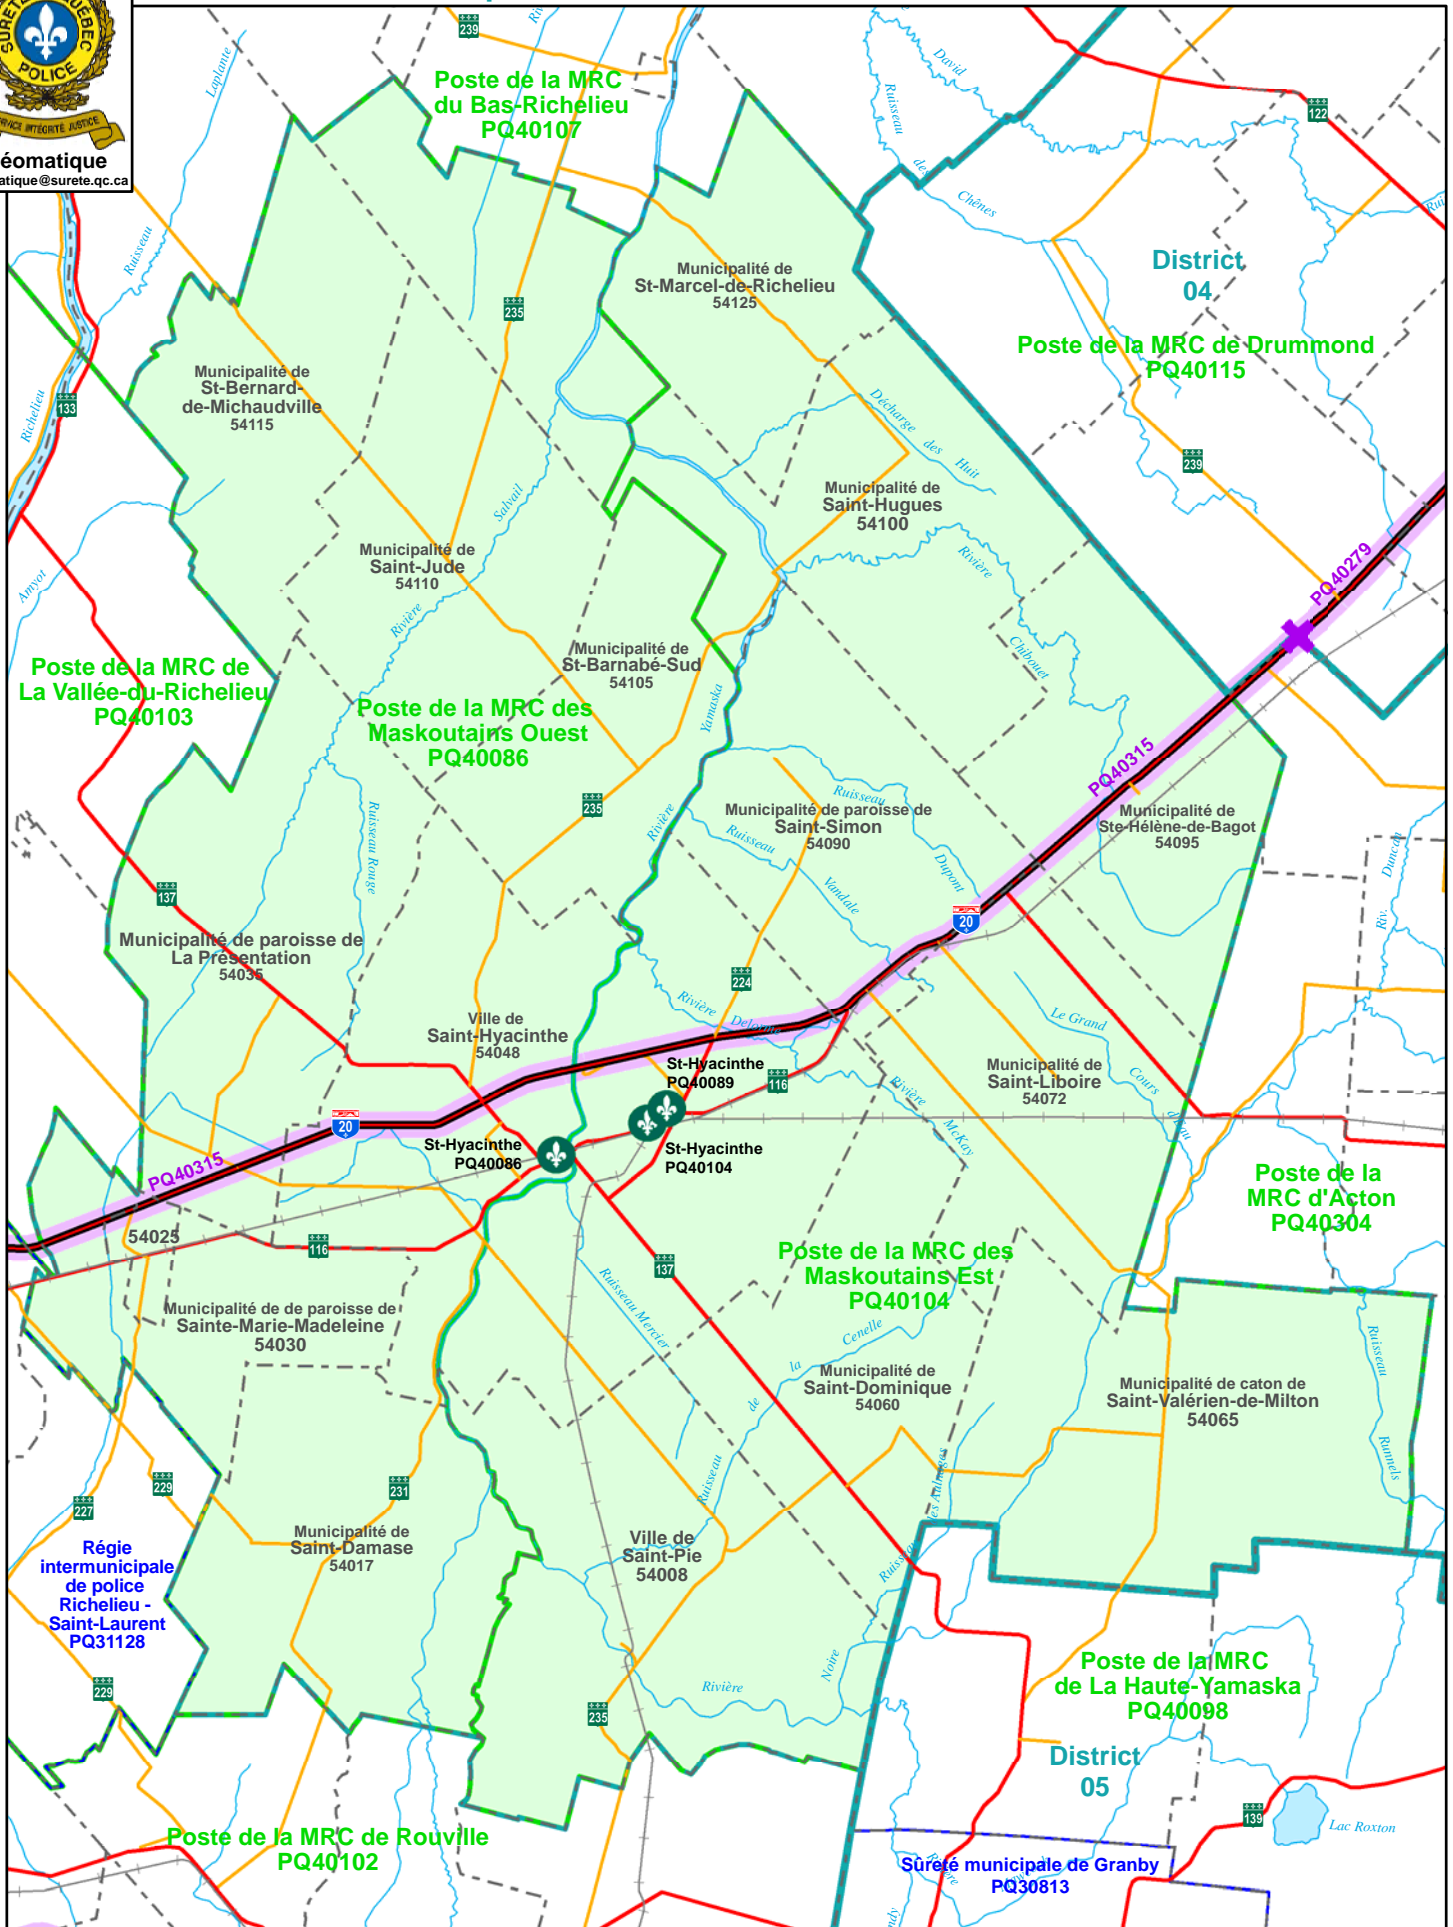 SÛRETÉ DU QUÉBEC
POLICE
SERVICE INTÉGRITÉ JUSTICE
éomatique
atique@surete.qc.ca
239
Poste de la MRC
du Bas-Richelieu
PQ40107
Riv
Laplante
Ruisseau
David
Ruisseau
des
Chênes
122
Rui
District
04
Poste de la MRC de Drummond
PQ40115
239
Municipalité de
St-Marcel-de-Richelieu
54125
235
Municipalité de
St-Bernard-
de-Michaudville
54115
133
Richelieu
Décharge des Huit
Municipalité de
Saint-Hugues
54100
Salvail
Rivière
Municipalité de
Saint-Jude
54110
Amyot
Rivière
Chibouet
PQ40279
Municipalité de
St-Barnabé-Sud
54105
Poste de la MRC de
La Vallée-du-Richelieu
PQ40103
Poste de la MRC des
Maskoutains Ouest
PQ40086
Yamaska
Rivière
PQ40315
235
Ruisseau Rouge
Ruisseau
Dupont
Municipalité de paroisse de
Saint-Simon
54090
Ruisseau
Vandale
Municipalité de
Ste-Hélène-de-Bagot
54095
Riv. Duncan
137
20
Municipalité de paroisse de
La Présentation
54035
224
Rivière Delorme
Ville de
Saint-Hyacinthe
54048
Le Grand
Cours d'Eau
St-Hyacinthe
PQ40089
116
Municipalité de
Saint-Liboire
54072
Rivière
McKay
20
St-Hyacinthe
PQ40086
St-Hyacinthe
PQ40104
PQ40315
Poste de la
MRC d'Acton
PQ40304
54025
116
137
Poste de la MRC des
Maskoutains Est
PQ40104
Ruisseau Mercier
Municipalité de de paroisse de
Sainte-Marie-Madeleine
54030
Ruisseau
de
la
Cenelle
Municipalité de
Saint-Dominique
54060
Municipalité de caton de
Saint-Valérien-de-Milton
54065
Ruisseau
Runnels
227
229
231
Municipalité de
Saint-Damase
54017
Ville de
Saint-Pie
54008
Ruisseau
des Aulnages
Régie
intermunicipale
de police
Richelieu -
Saint-Laurent
PQ31128
229
235
Rivière
Noire
Poste de la MRC
de La Haute-Yamaska
PQ40098
District
05
139
Lac Roxton
Poste de la MRC de Rouville
PQ40102
Sûreté municipale de Granby
PQ30813
Rivière
ndy